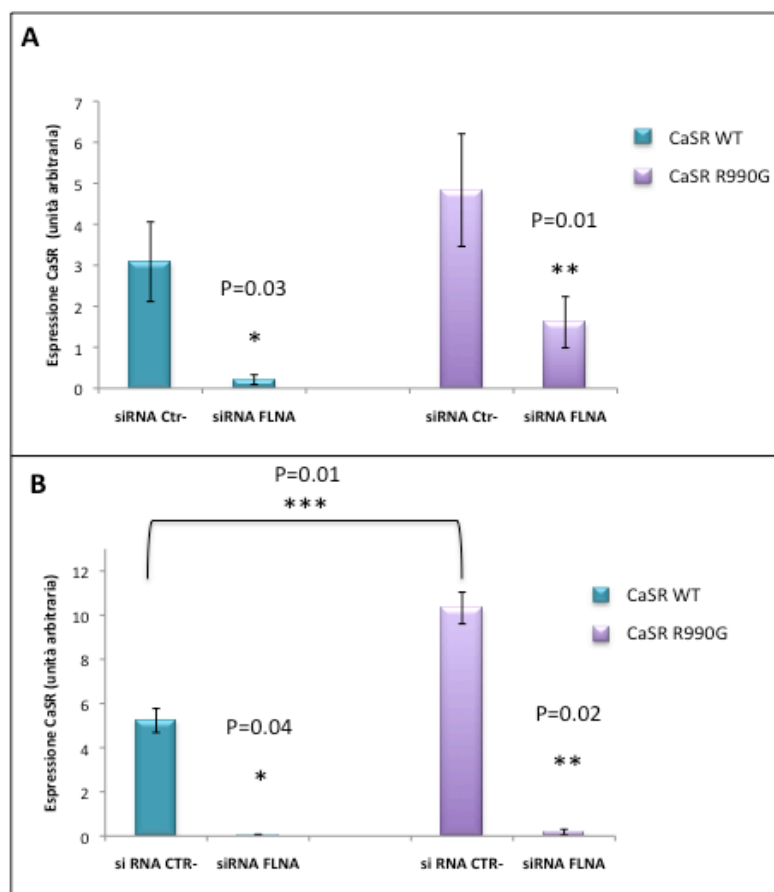 A
Espressione CaSR (unità arbitraria)
7
6
5
4
3
2
1
0
CaSR WT
CaSR R990G
P=0.03
*
P=0.01
**
siRNA Ctr- siRNA FLNA siRNA Ctr- siRNA FLNA
B
P=0.01
***
Espressione CaSR (unità arbitraria)
12
10
8
6
4
2
0
CaSR WT
CaSR R990G
P=0.04
*
P=0.02
**
si RNA CTR- siRNA FLNA si RNA CTR- siRNA FLNA